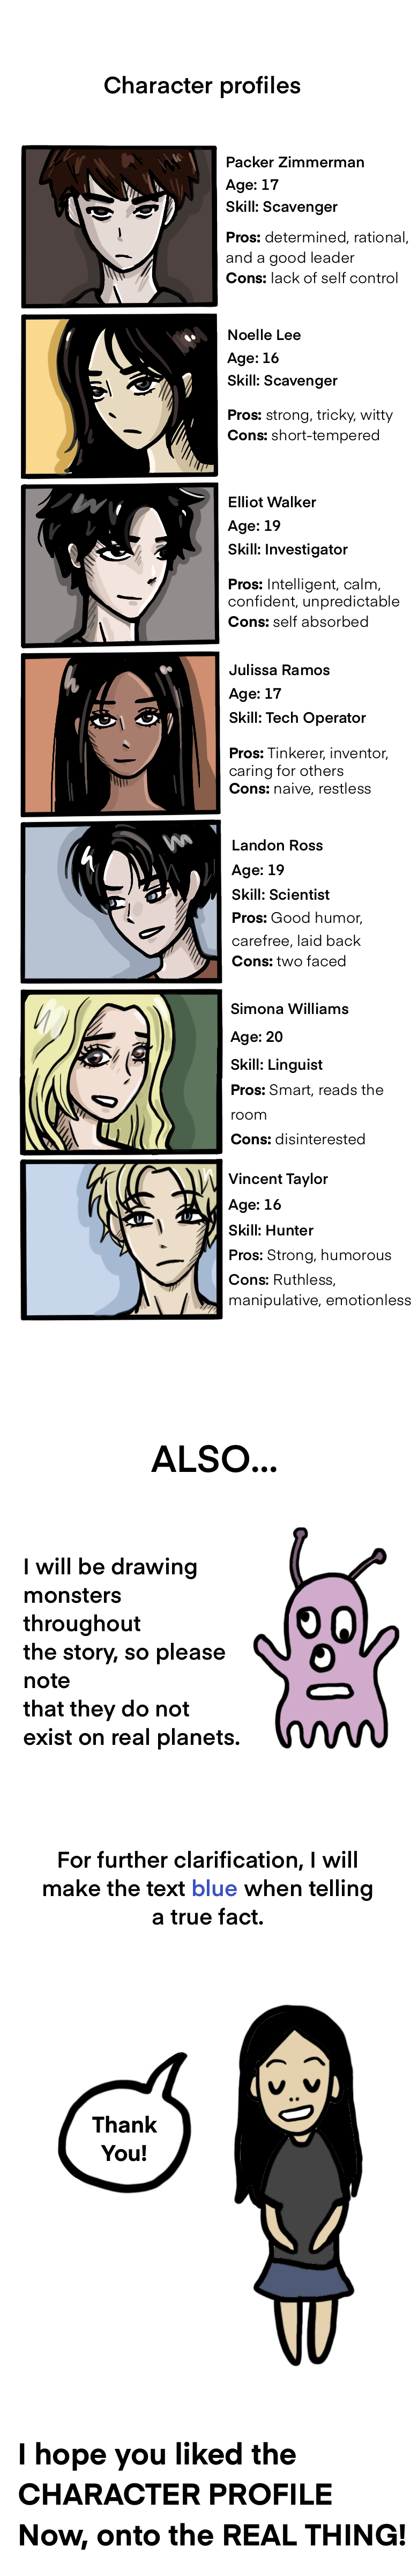 Character profiles
Packer Zimmerman
Age: 17
Skill: Scavenger
Pros: determined, rational,
and a good leader
Cons: lack of self control
Noelle Lee
Age: 16
Skill: Scavenger
Pros: strong, tricky, witty
Cons: short-tempered
Elliot Walker
Age: 19
Skill: Investigator
Pros: Intelligent, calm,
confident, unpredictable
Cons: self absorbed
Julissa Ramos
Age: 17
Skill: Tech Operator
Pros: Tinkerer, inventor,
caring for others
Cons: naive, restless
Landon Ross
Age: 19
Skill: Scientist
Pros: Good humor,
carefree, laid back
Cons: two faced
Simona Williams
Age: 20
Skill: Linguist
Pros: Smart, reads the
room
Cons: disinterested
Vincent Taylor
Age: 16
Skill: Hunter
Pros: Strong, humorous
Cons: Ruthless,
manipulative, emotionless
ALSO...
I will be drawing
monsters
throughout
the story, so please
note
that they do not
exist on real planets.
For further clarification, I will
make the text blue when telling
a true fact.
Thank
You!
I hope you liked the
CHARACTER PROFILE
Now, onto the REAL THING!